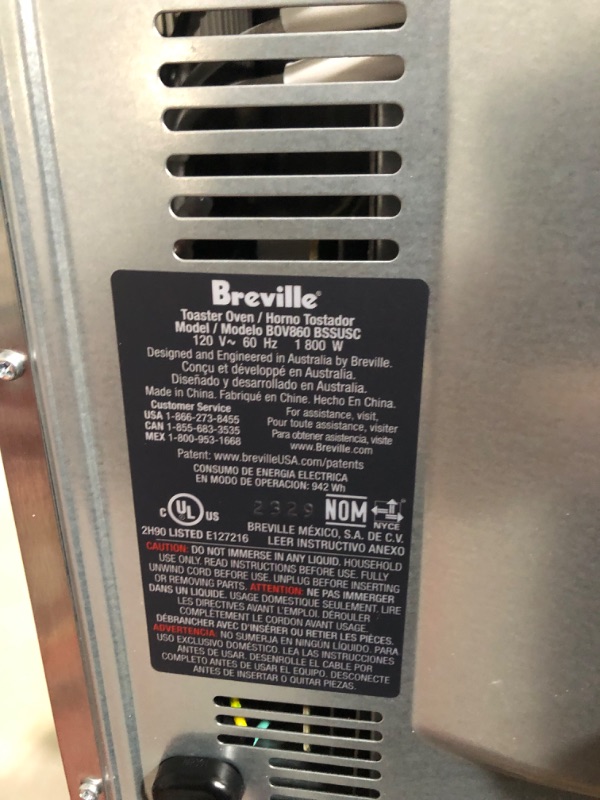 Breville®
Toaster Oven / Horno Tostador
Model / Modelo BOV860 BSSUSC
120 V~ 60 Hz 1 800 W
Designed and Engineered in Australia by Breville.
Conçu et développé en Australia.
Diseñado y desarrollado en Australia.
Made in China. Fabriqué en Chine. Hecho En China.
Customer Service
USA 1-866-273-8455
CAN 1-855-683-3535
MEX 1-800-953-1668
For assistance, visit,
Pour toute assistance, visiter
Para obtener asistencia, visite
www.Breville.com
Patent: www.brevilleUSA.com/patents
CONSUMO DE ENERGIA ELECTRICA
EN MODO DE OPERACION: 942 Wh
C UL US
2H90 LISTED E127216
2329
NOM
NYCE
BREVILLE MÉXICO, S.A. DE C.V.
LEER INSTRUCTIVO ANEXO
CAUTION: DO NOT IMMERSE IN ANY LIQUID. HOUSEHOLD
USE ONLY. READ INSTRUCTIONS BEFORE USE. FULLY
UNWIND CORD BEFORE USE. UNPLUG BEFORE INSERTING
OR REMOVING PARTS. ATTENTION: NE PAS IMMERGER
DANS UN LIQUIDE. USAGE DOMESTIQUE SEULEMENT. LIRE
LES DIRECTIVES AVANT L'EMPLOI. DÉROULER
COMPLÈTEMENT LE CORDON AVANT USAGE
DÉBRANCHER AVEC D'INSÉRER OU RETIER LES PIÈCES.
ADVERTENCIA: NO SUMERJA EN NINGÚN LÍQUIDO. PARA
USO EXCLUSIVO DOMÉSTICO. LEA LAS INSTRUCCIONES
ANTES DE USAR. DESENROLLE EL CABLE POR
COMPLETO ANTES DE USAR EL EQUIPO. DESCONECTE
ANTES DE INSERTAR O QUITAR PIEZAS.